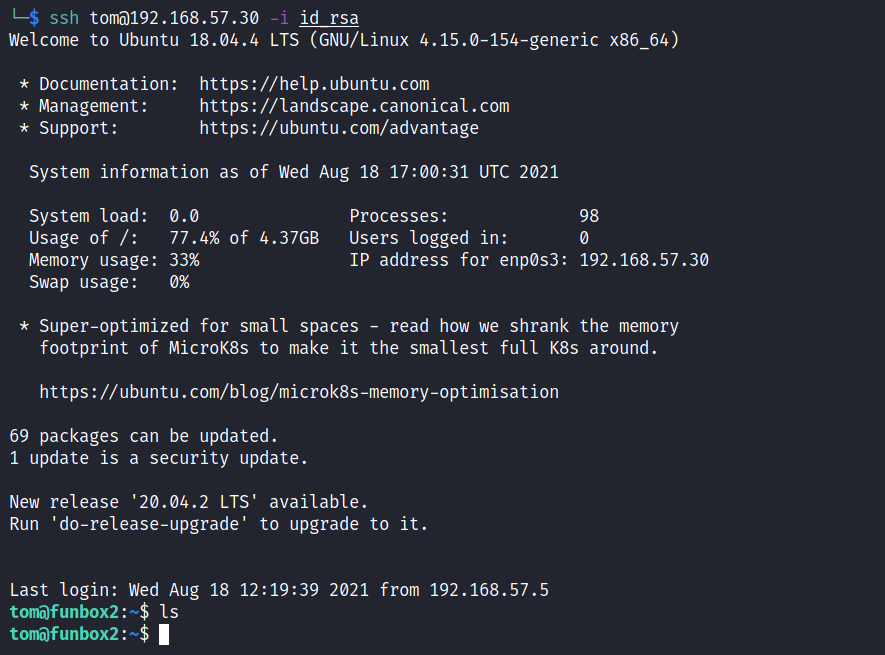 └─$ ssh tom@192.168.57.30 -i id_rsa
Welcome to Ubuntu 18.04.4 LTS (GNU/Linux 4.15.0-154-generic x86_64)

 * Documentation:  https://help.ubuntu.com
 * Management:     https://landscape.canonical.com
 * Support:        https://ubuntu.com/advantage

  System information as of Wed Aug 18 17:00:31 UTC 2021

  System load:  0.0               Processes:             98
  Usage of /:   77.4% of 4.37GB   Users logged in:       0
  Memory usage: 33%               IP address for enp0s3: 192.168.57.30
  Swap usage:   0%

 * Super-optimized for small spaces - read how we shrank the memory
   footprint of MicroK8s to make it the smallest full K8s around.

   https://ubuntu.com/blog/microk8s-memory-optimisation

69 packages can be updated.
1 update is a security update.

New release '20.04.2 LTS' available.
Run 'do-release-upgrade' to upgrade to it.


Last login: Wed Aug 18 12:19:39 2021 from 192.168.57.5
tom@funbox2:~$ ls
tom@funbox2:~$